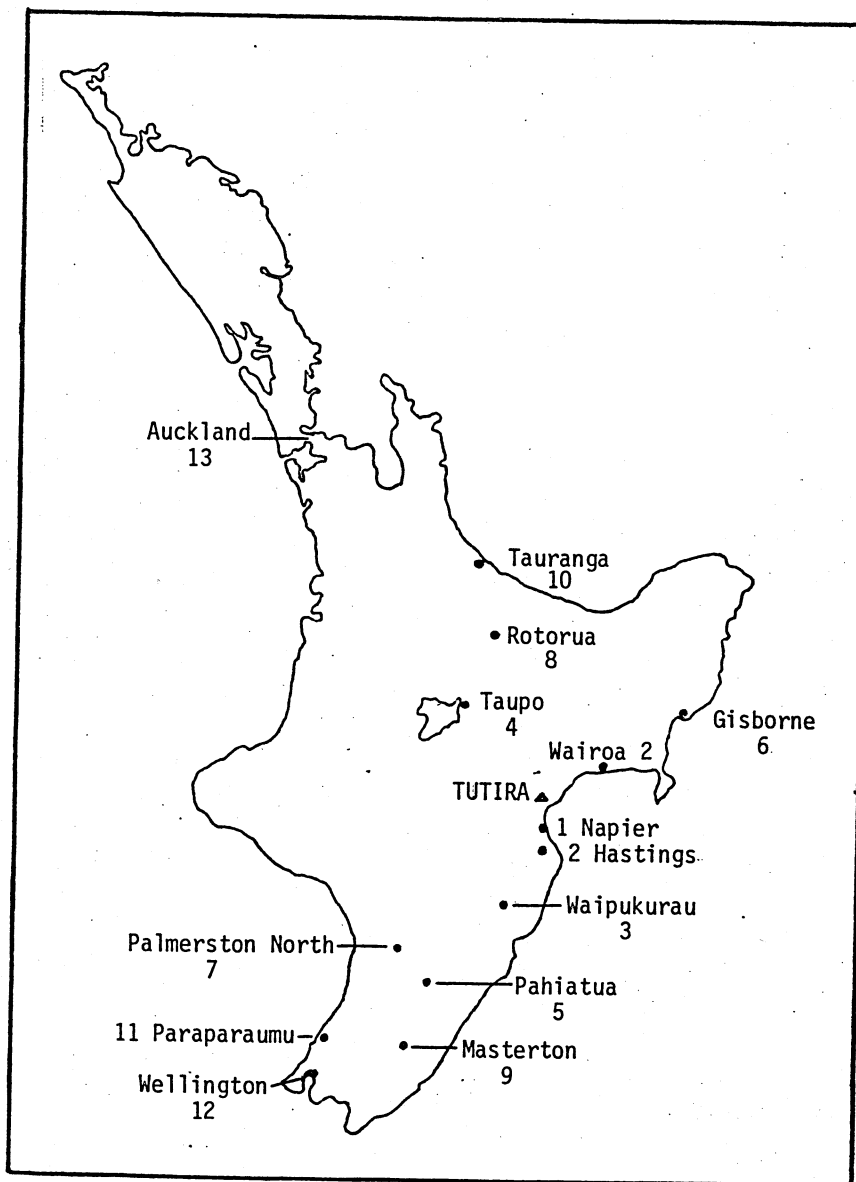 Auckland
13
Tauranga
10
Rotorua
8
Taupo
4
Gisborne
6
Wairoa 2
TUTIRA
1 Napier
2 Hastings
Waipukurau
3
Palmerston North
7
Pahiatua
5
11 Paraparaumu
Masterton
9
Wellington
12